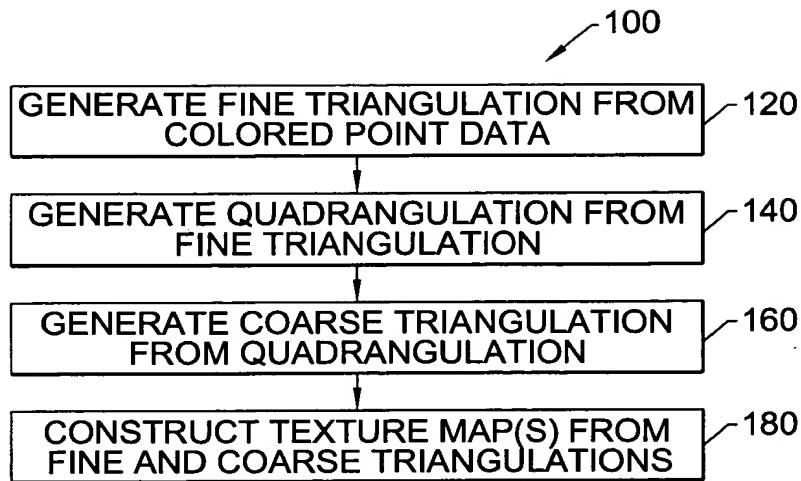 100
GENERATE FINE TRIANGULATION FROM
COLORED POINT DATA
120
GENERATE QUADRANGULATION FROM
FINE TRIANGULATION
140
GENERATE COARSE TRIANGULATION
FROM QUADRANGULATION
160
CONSTRUCT TEXTURE MAP(S) FROM
FINE AND COARSE TRIANGULATIONS
180